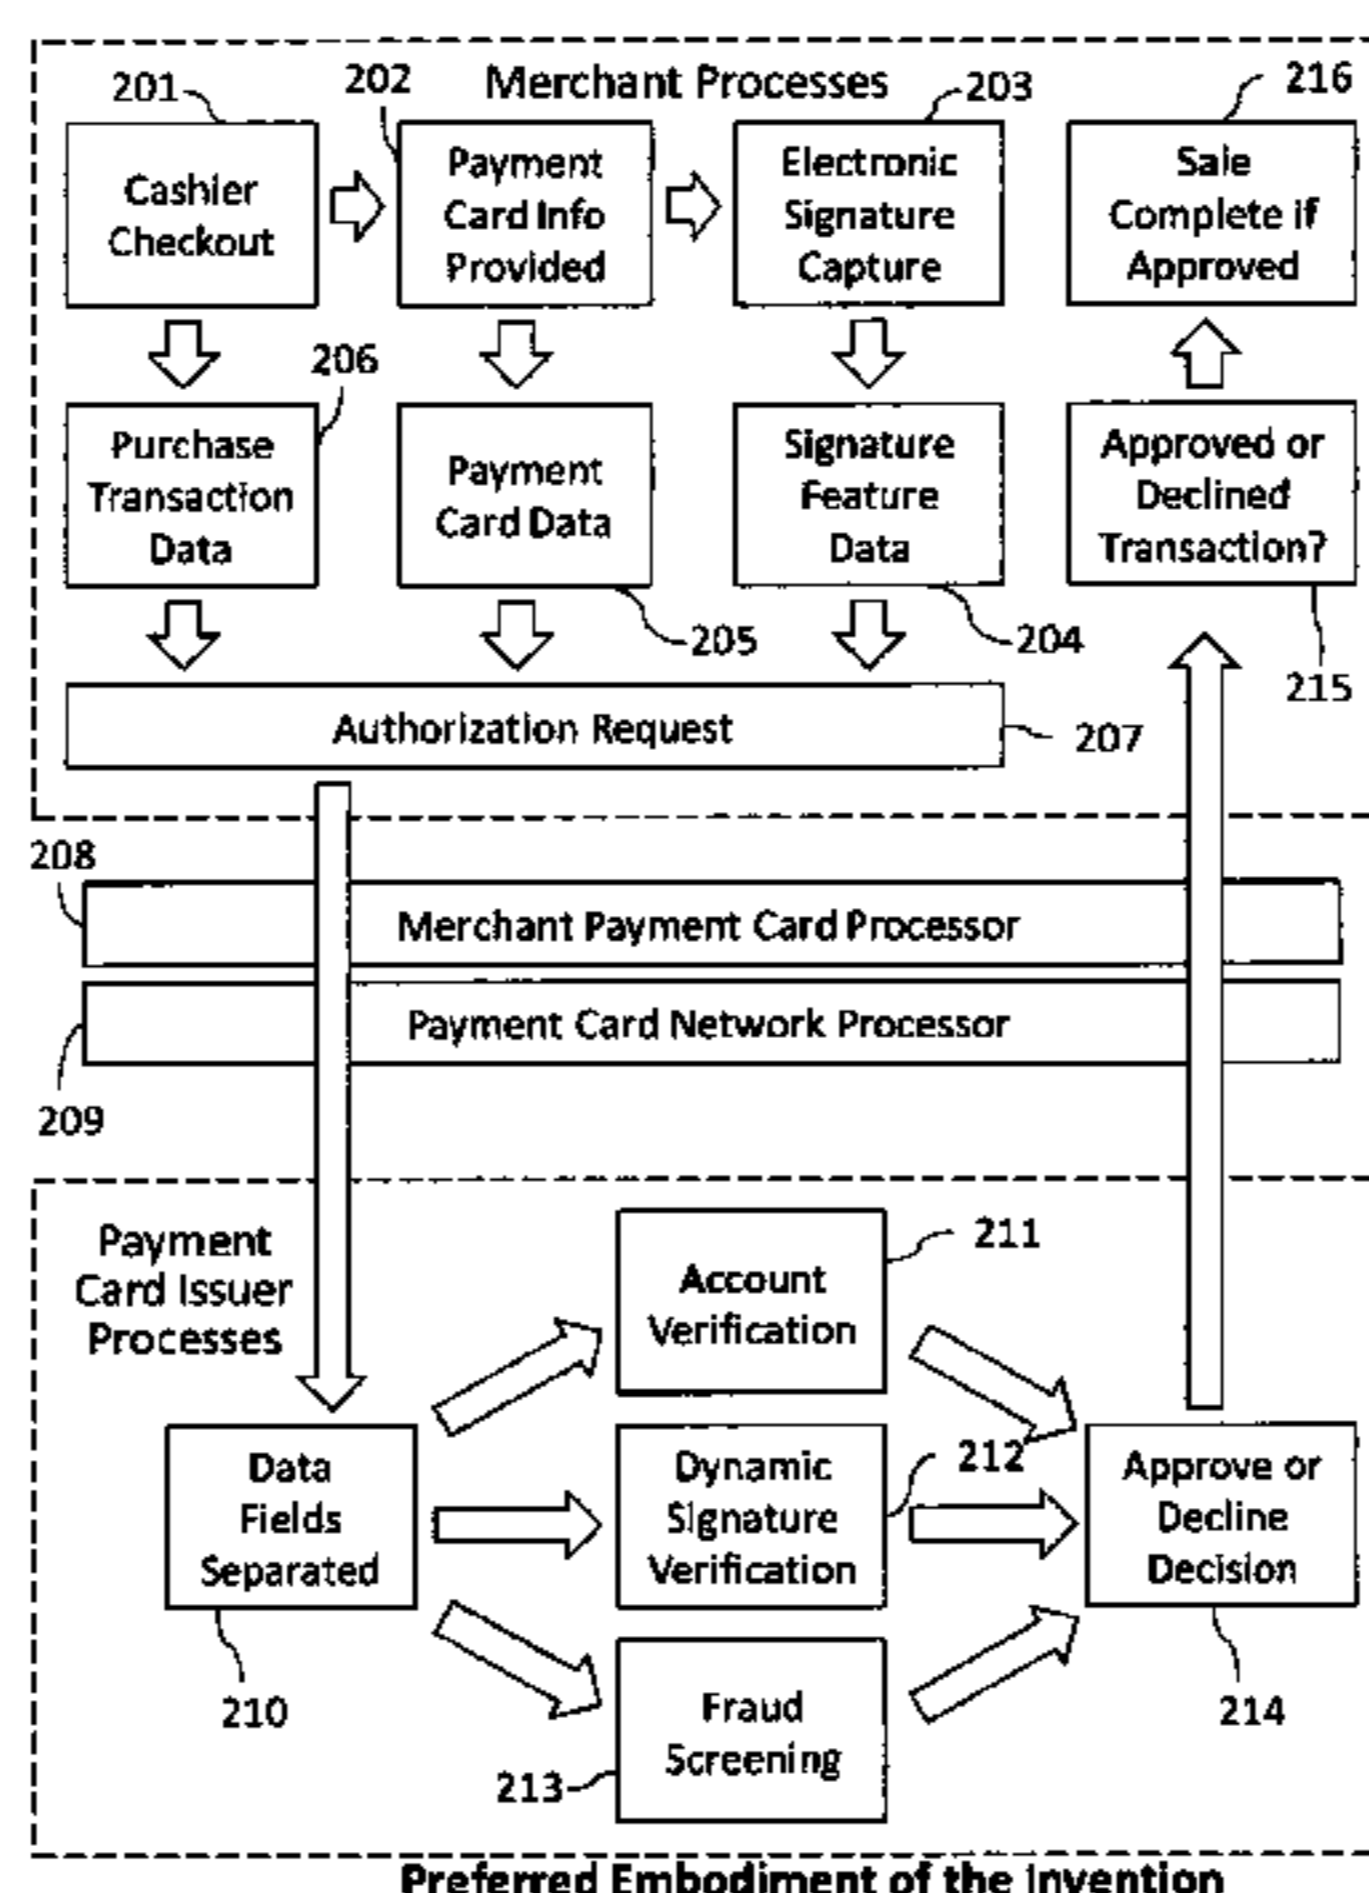 Merchant Processes
201
202
203
216
Cashier
Checkout
Payment
Card Info
Provided
Electronic
Signature
Capture
Sale
Complete if
Approved
206
Purchase
Transaction
Data
Payment
Card Data
Signature
Feature
Data
Approved or
Declined
Transaction?
205
204
215
Authorization Request
207
208
Merchant Payment Card Processor
Payment Card Network Processor
209
Payment
Card Issuer
Processes
211
Account
Verification
Data
Fields
Separated
212
Dynamic
Signature
Verification
Approve or
Decline
Decision
210
213
Fraud
Screening
214
Preferred Embodiment of the Invention